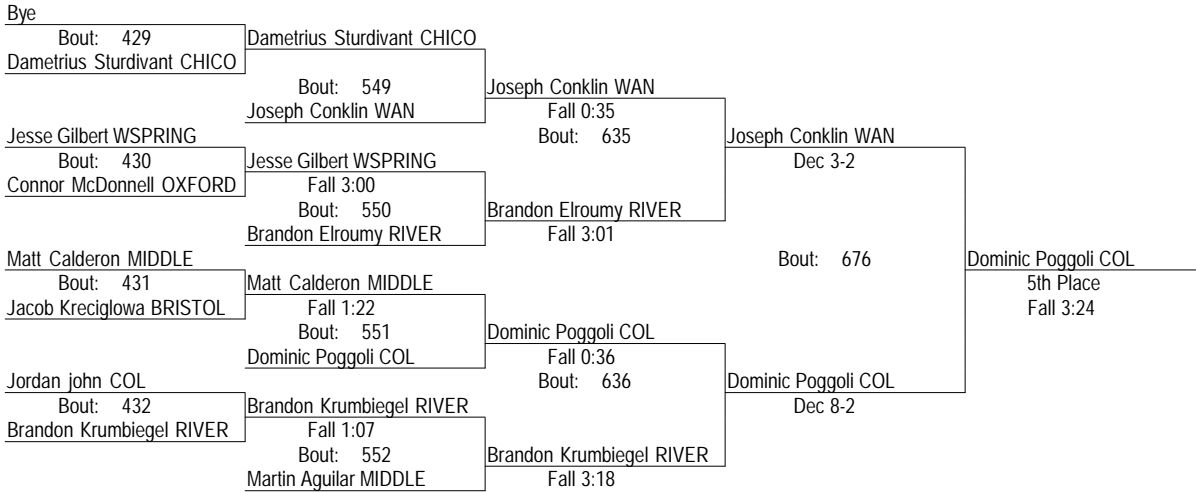 Bye
Bout: 429
Dametrius Sturdivant CHICO
Dametrius Sturdivant CHICO
Bout: 549
Joseph Conklin WAN
Joseph Conklin WAN
Fall 0:35
Bout: 635
Jesse Gilbert WSPRING
Bout: 430
Connor McDonnell OXFORD
Jesse Gilbert WSPRING
Fall 3:00
Bout: 550
Brandon Elroumy RIVER
Brandon Elroumy RIVER
Fall 3:01
Joseph Conklin WAN
Dec 3-2
Bout: 676
Matt Calderon MIDDLE
Bout: 431
Jacob Kreciglowa BRISTOL
Matt Calderon MIDDLE
Fall 1:22
Bout: 551
Dominic Poggoli COL
Dominic Poggoli COL
Fall 0:36
Bout: 636
Jordan john COL
Bout: 432
Brandon Krumbiegel RIVER
Brandon Krumbiegel RIVER
Fall 1:07
Bout: 552
Martin Aguilar MIDDLE
Brandon Krumbiegel RIVER
Fall 3:18
Dominic Poggoli COL
Dec 8-2
Dominic Poggoli COL
5th Place
Fall 3:24